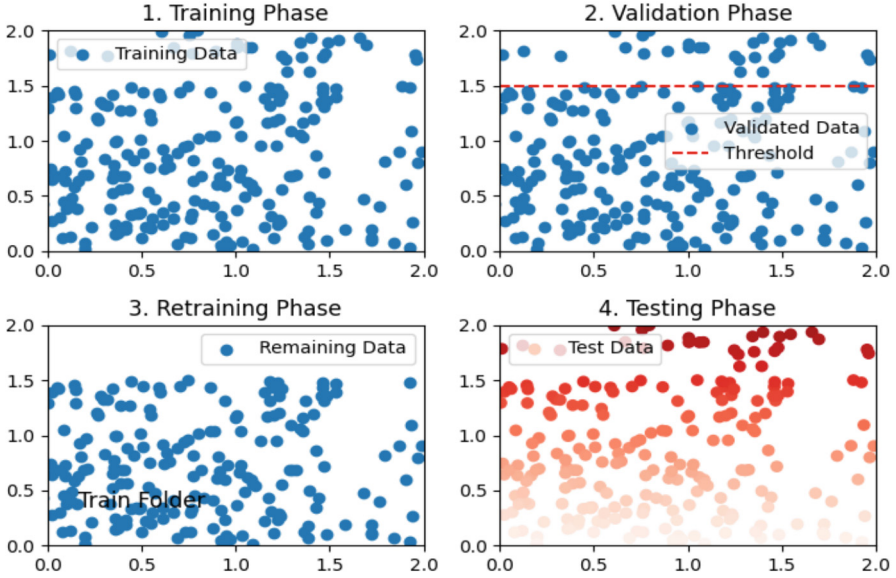 1. Training Phase
2.0
1.5
1.0
0.5
0.0
Training Data
0.0 0.5 1.0 1.5 2.0
2. Validation Phase
2.0
1.5
1.0
0.5
0.0
Validated Data
Threshold
0.0 0.5 1.0 1.5 2.0
3. Retraining Phase
2.0
1.5
1.0
0.5
0.0
Remaining Data
Train Folder
0.0 0.5 1.0 1.5 2.0
4. Testing Phase
2.0
1.5
1.0
0.5
0.0
Test Data
0.0 0.5 1.0 1.5 2.0